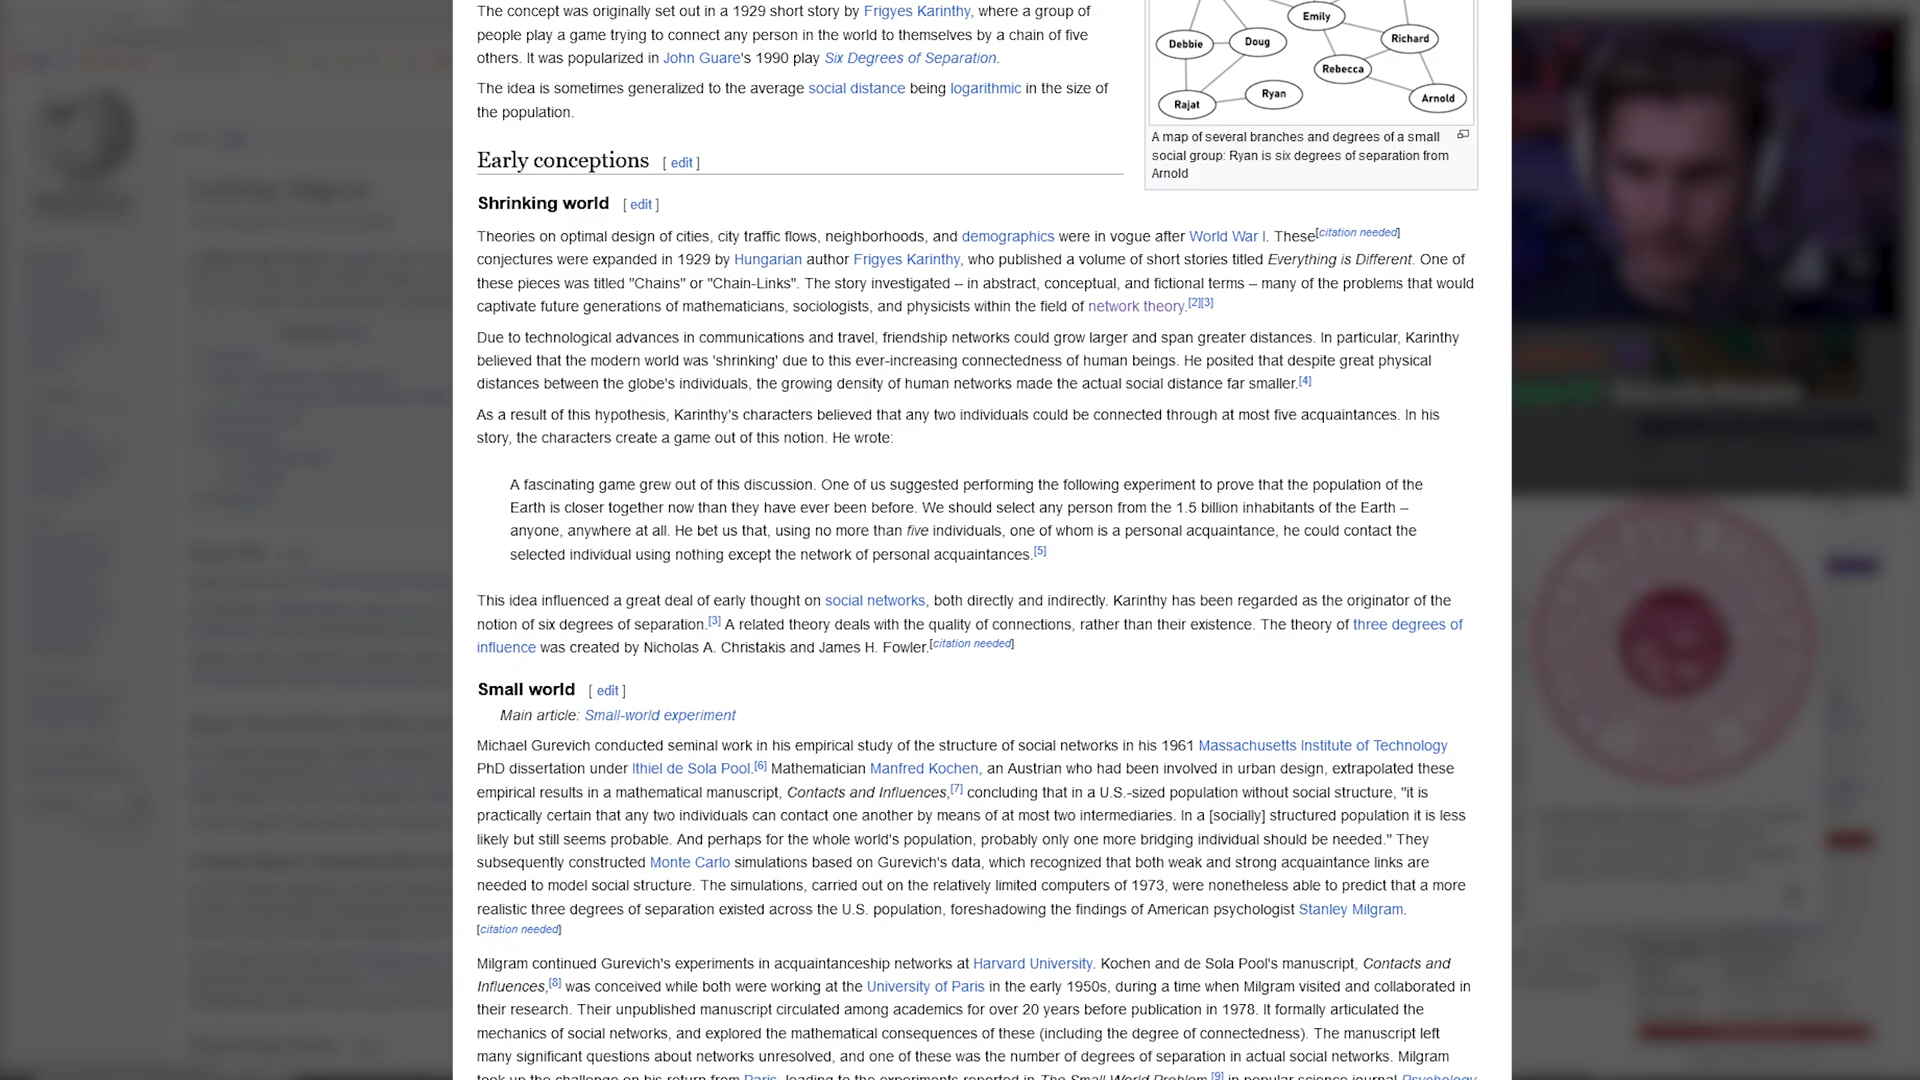 The concept was originally set out in a 1929 short story by Frigyes Karinthy, where a group of
people play a game trying to connect any person in the world to themselves by a chain of five
others. It was popularized in John Guare's 1990 play Six Degrees of Separation.
The idea is sometimes generalized to the average social distance being logarithmic in the size of
the population.
Emily
Debbie
Doug
Richard
Rebecca
Rajat
Ryan
Arnold
A map of several branches and degrees of a small
social group: Ryan is six degrees of separation from
Arnold
Early conceptions [ edit ]
Shrinking world [ edit ]
Theories on optimal design of cities, city traffic flows, neighborhoods, and demographics were in vogue after World War I. These[citation needed]
conjectures were expanded in 1929 by Hungarian author Frigyes Karinthy, who published a volume of short stories titled Everything is Different. One of
these pieces was titled "Chains" or "Chain-Links". The story investigated – in abstract, conceptual, and fictional terms – many of the problems that would
captivate future generations of mathematicians, sociologists, and physicists within the field of network theory.[2][3]
Due to technological advances in communications and travel, friendship networks could grow larger and span greater distances. In particular, Karinthy
believed that the modern world was 'shrinking' due to this ever-increasing connectedness of human beings. He posited that despite great physical
distances between the globe's individuals, the growing density of human networks made the actual social distance far smaller.[4]
As a result of this hypothesis, Karinthy's characters believed that any two individuals could be connected through at most five acquaintances. In his
story, the characters create a game out of this notion. He wrote:
A fascinating game grew out of this discussion. One of us suggested performing the following experiment to prove that the population of the
Earth is closer together now than they have ever been before. We should select any person from the 1.5 billion inhabitants of the Earth –
anyone, anywhere at all. He bet us that, using no more than five individuals, one of whom is a personal acquaintance, he could contact the
selected individual using nothing except the network of personal acquaintances.[5]
This idea influenced a great deal of early thought on social networks, both directly and indirectly. Karinthy has been regarded as the originator of the
notion of six degrees of separation.[3] A related theory deals with the quality of connections, rather than their existence. The theory of three degrees of
influence was created by Nicholas A. Christakis and James H. Fowler.[citation needed]
Small world [ edit ]
Main article: Small-world experiment
Michael Gurevich conducted seminal work in his empirical study of the structure of social networks in his 1961 Massachusetts Institute of Technology
PhD dissertation under Ithiel de Sola Pool.[6] Mathematician Manfred Kochen, an Austrian who had been involved in urban design, extrapolated these
empirical results in a mathematical manuscript, Contacts and Influences,[7] concluding that in a U.S.-sized population without social structure, "it is
practically certain that any two individuals can contact one another by means of at most two intermediaries. In a [socially] structured population it is less
likely but still seems probable. And perhaps for the whole world's population, probably only one more bridging individual should be needed." They
subsequently constructed Monte Carlo simulations based on Gurevich's data, which recognized that both weak and strong acquaintance links are
needed to model social structure. The simulations, carried out on the relatively limited computers of 1973, were nonetheless able to predict that a more
realistic three degrees of separation existed across the U.S. population, foreshadowing the findings of American psychologist Stanley Milgram.
[citation needed]
Milgram continued Gurevich's experiments in acquaintanceship networks at Harvard University. Kochen and de Sola Pool's manuscript, Contacts and
Influences,[8] was conceived while both were working at the University of Paris in the early 1950s, during a time when Milgram visited and collaborated in
their research. Their unpublished manuscript circulated among academics for over 20 years before publication in 1978. It formally articulated the
mechanics of social networks, and explored the mathematical consequences of these (including the degree of connectedness). The manuscript left
many significant questions about networks unresolved, and one of these was the number of degrees of separation in actual social networks. Milgram
took up the challenge on his return from Paris, leading to the experiments reported in The Small World Problem [9] in popular science journal Psychology